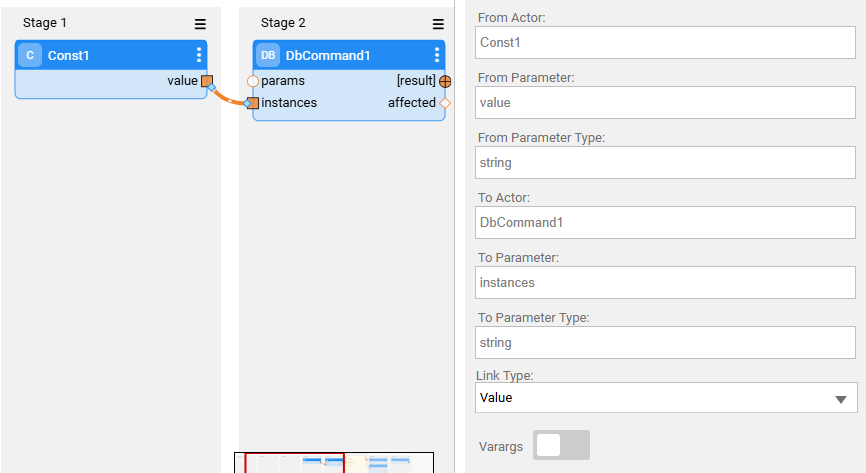 Stage 1
C Const1
value
Stage 2
DB DbCommand1
params [result]
instances affected
From Actor:
Const1
From Parameter:
value
From Parameter Type:
string
To Actor:
DbCommand1
To Parameter:
instances
To Parameter Type:
string
Link Type:
Value
Varargs